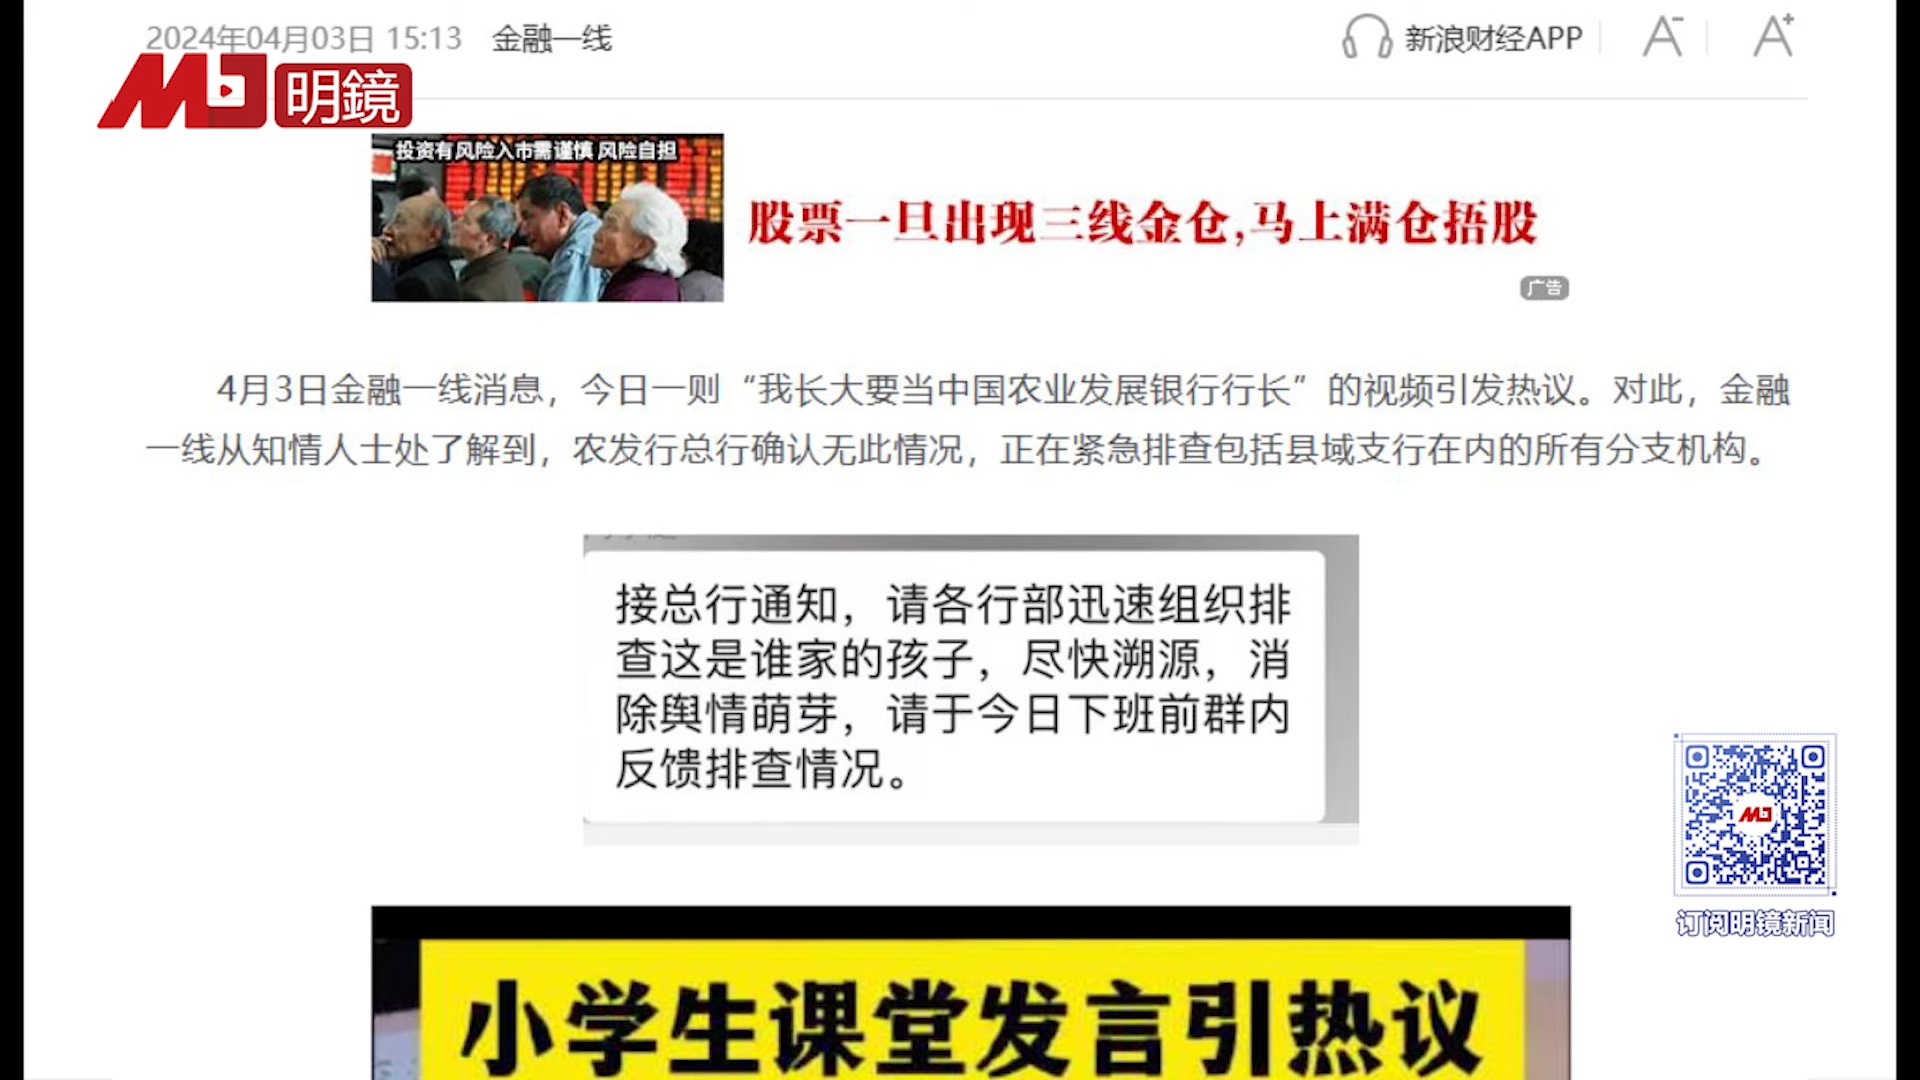 2024年04月03日 15:13 金融一线
新浪财经APP
A-
A+
明鏡
投资有风险入市需谨慎 风险自担
股票一旦出现三线金仓,马上满仓捂股
广告
4月3日金融一线消息，今日一则“我长大要当中国农业发展银行行长”的视频引发热议。对此，金融
一线从知情人士处了解到，农发行总行确认无此情况，正在紧急排查包括县域支行在内的所有分支机构。
接总行通知，请各行部迅速组织排
查这是谁家的孩子，尽快溯源，消
除舆情萌芽，请于今日下班前群内
反馈排查情况。
订阅明镜新闻
小学生课堂发言引热议